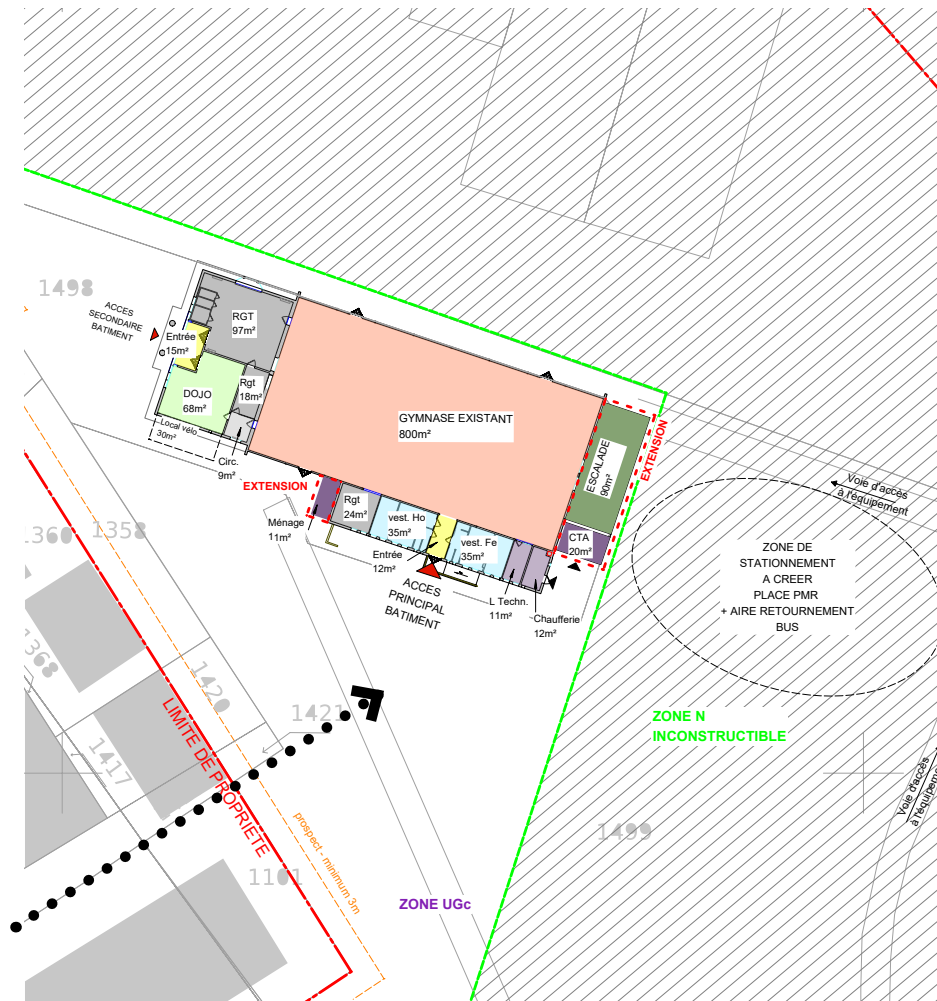 1498
ACCES
SECONDAIRE
BATIMENT
RGT
97m²
Entrée
15m²
DOJO
68m²
Rgt
18m²
Local vélo
30m²
Circ.
9m²
GYMNASE EXISTANT
800m²
ESCALADE
90m²
EXTENSION
CTA
20m²
EXTENSION
Ménage
11m²
Rgt
24m²
vest. Ho
35m²
Entrée
12m²
vest. Fe
35m²
L Techn.
11m²
Chaufferie
12m²
ACCES
PRINCIPAL
BATIMENT
Voie d'accès
à l'équipement
ZONE DE
STATIONNEMENT
A CREER
PLACE PMR
+ AIRE RETOURNEMENT
BUS
1360
1358
1368
1420
1421
1417
LIMITE DE PROPRIETE
prospect - minimum 3m
1101
ZONE N
INCONSTRUCTIBLE
Voie d'accès
à l'équipeme
1499
ZONE UGc